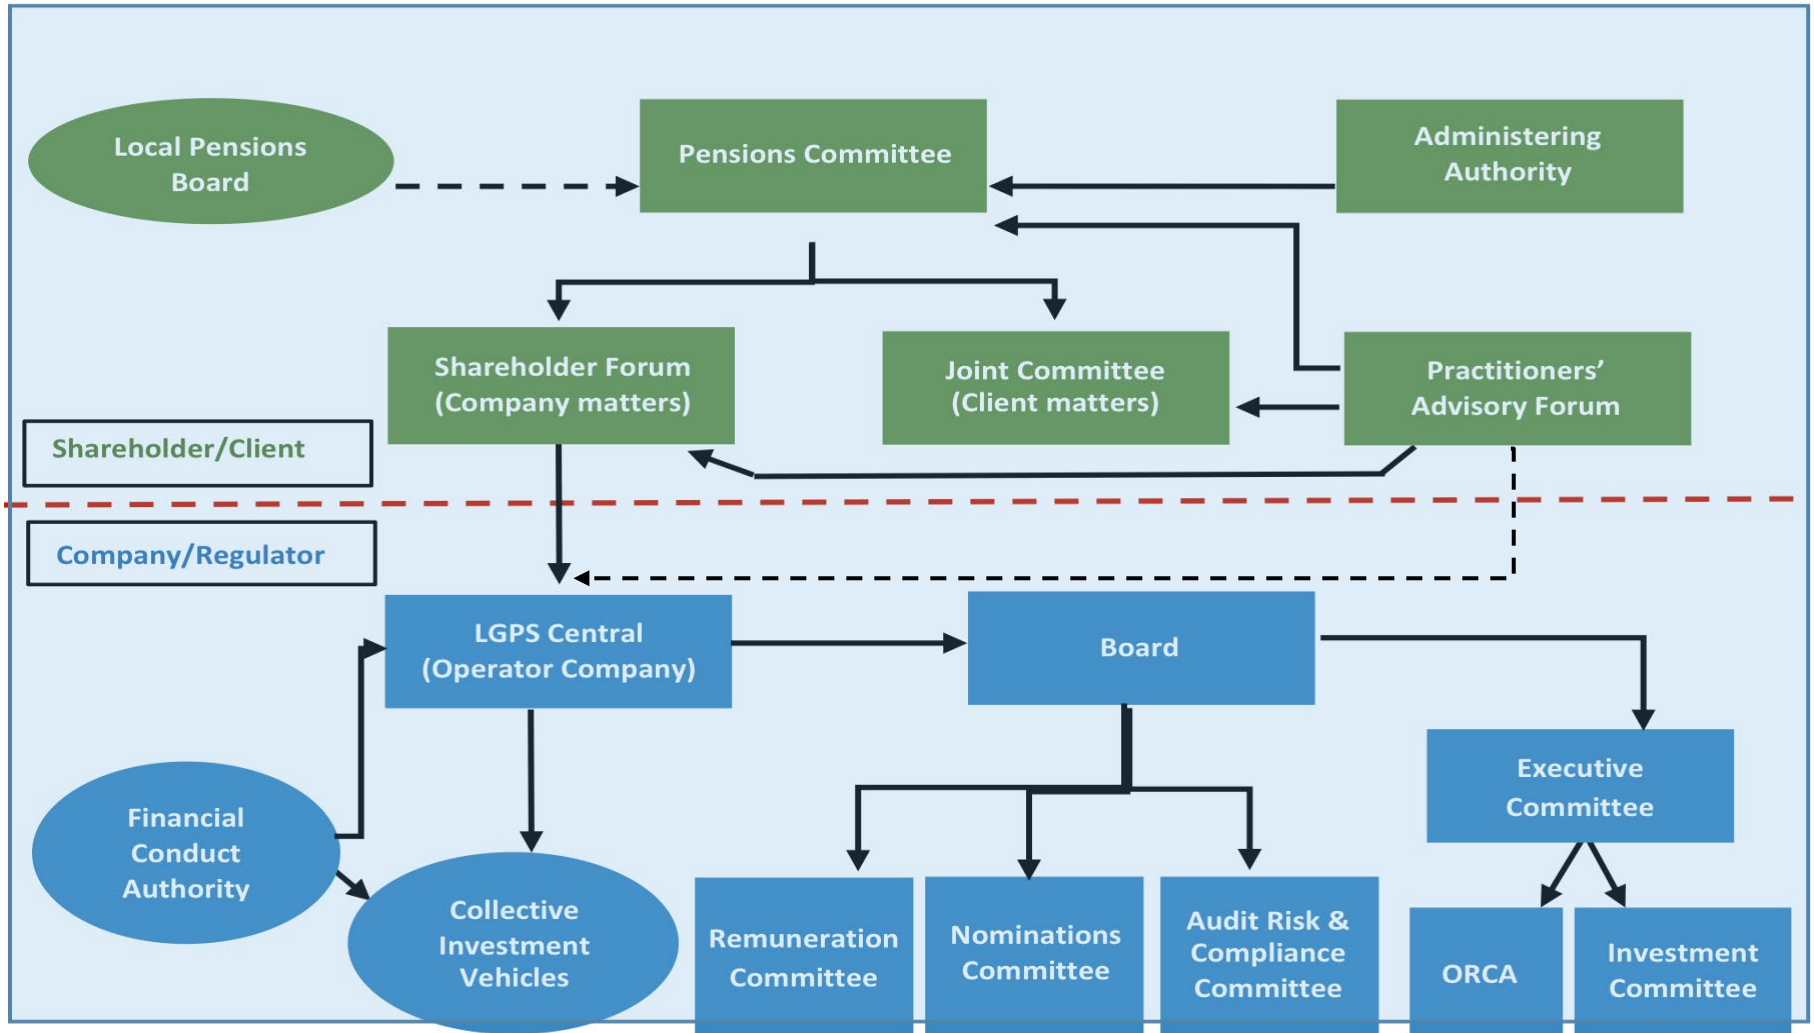 Local Pensions
Board
Pensions Committee
Administering
Authority
Shareholder Forum
(Company matters)
Joint Committee
(Client matters)
Practitioners’
Advisory Forum
Shareholder/Client
Company/Regulator
LGPS Central
(Operator Company)
Board
Executive
Committee
Financial
Conduct
Authority
Collective
Investment
Vehicles
Remuneration
Committee
Nominations
Committee
Audit Risk &
Compliance
Committee
ORCA
Investment
Committee